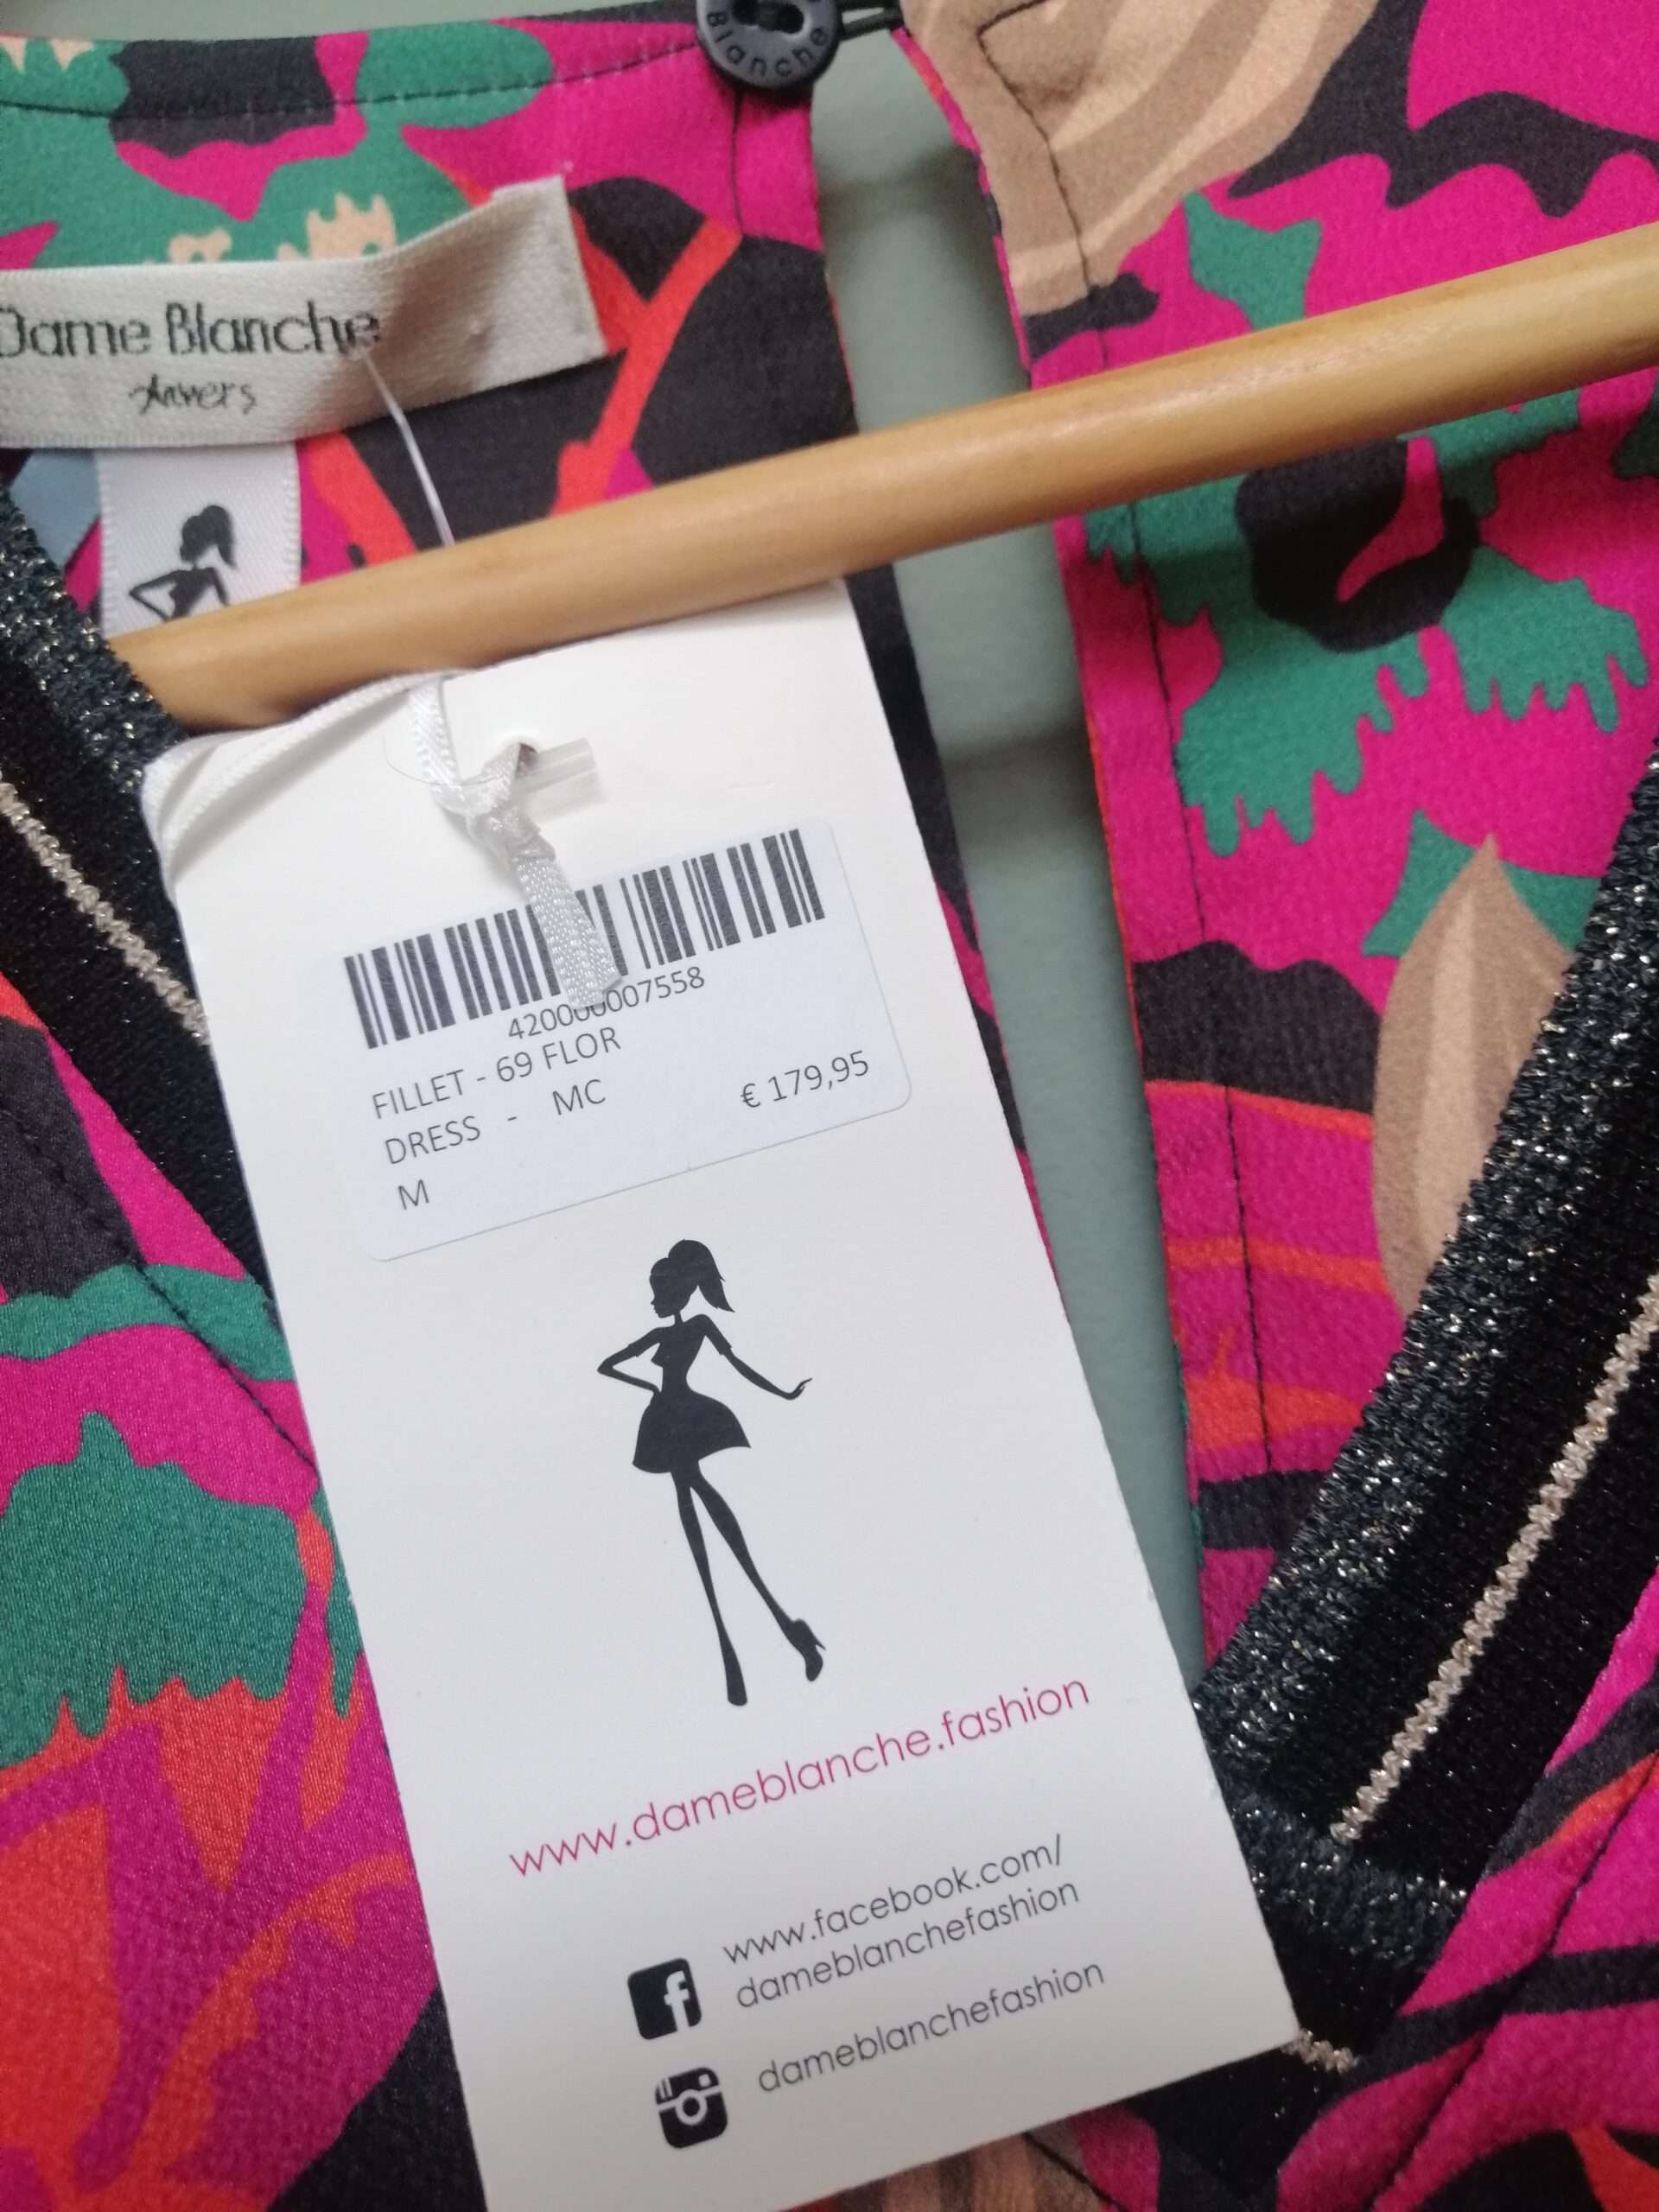 Blanche
Dame Blanche
Anvers
420000007558
FILLET - 69 FLOR
DRESS - MC
€ 179,95
M
www.dameblanche.fashion
www.facebook.com/
dameblanchefashion
dameblanchefashion